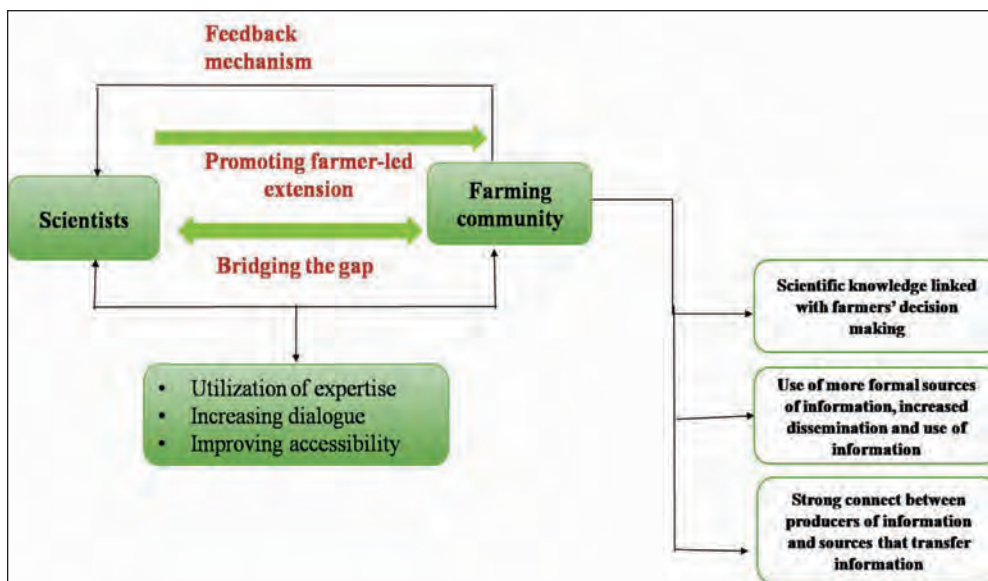 Feedback
mechanism
Promoting farmer-led
extension
Scientists
Farming
community
Bridging the gap
• Utilization of expertise
• Increasing dialogue
• Improving accessibility
Scientific knowledge linked
with farmers' decision
making
Use of more formal sources
of information, increased
dissemination and use of
information
Strong connect between
producers of information
and sources that transfer
information